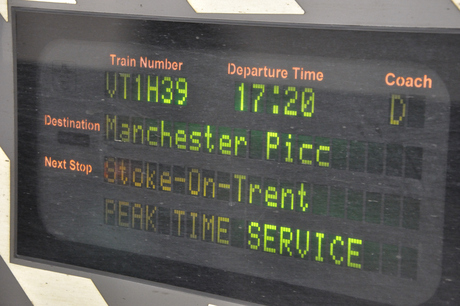 Train Number Departure Time Coach
VT1H39 17:20 D
Destination Manchester Picc
Next Stop Stoke-On-Trent
PEAK TIME SERVICE